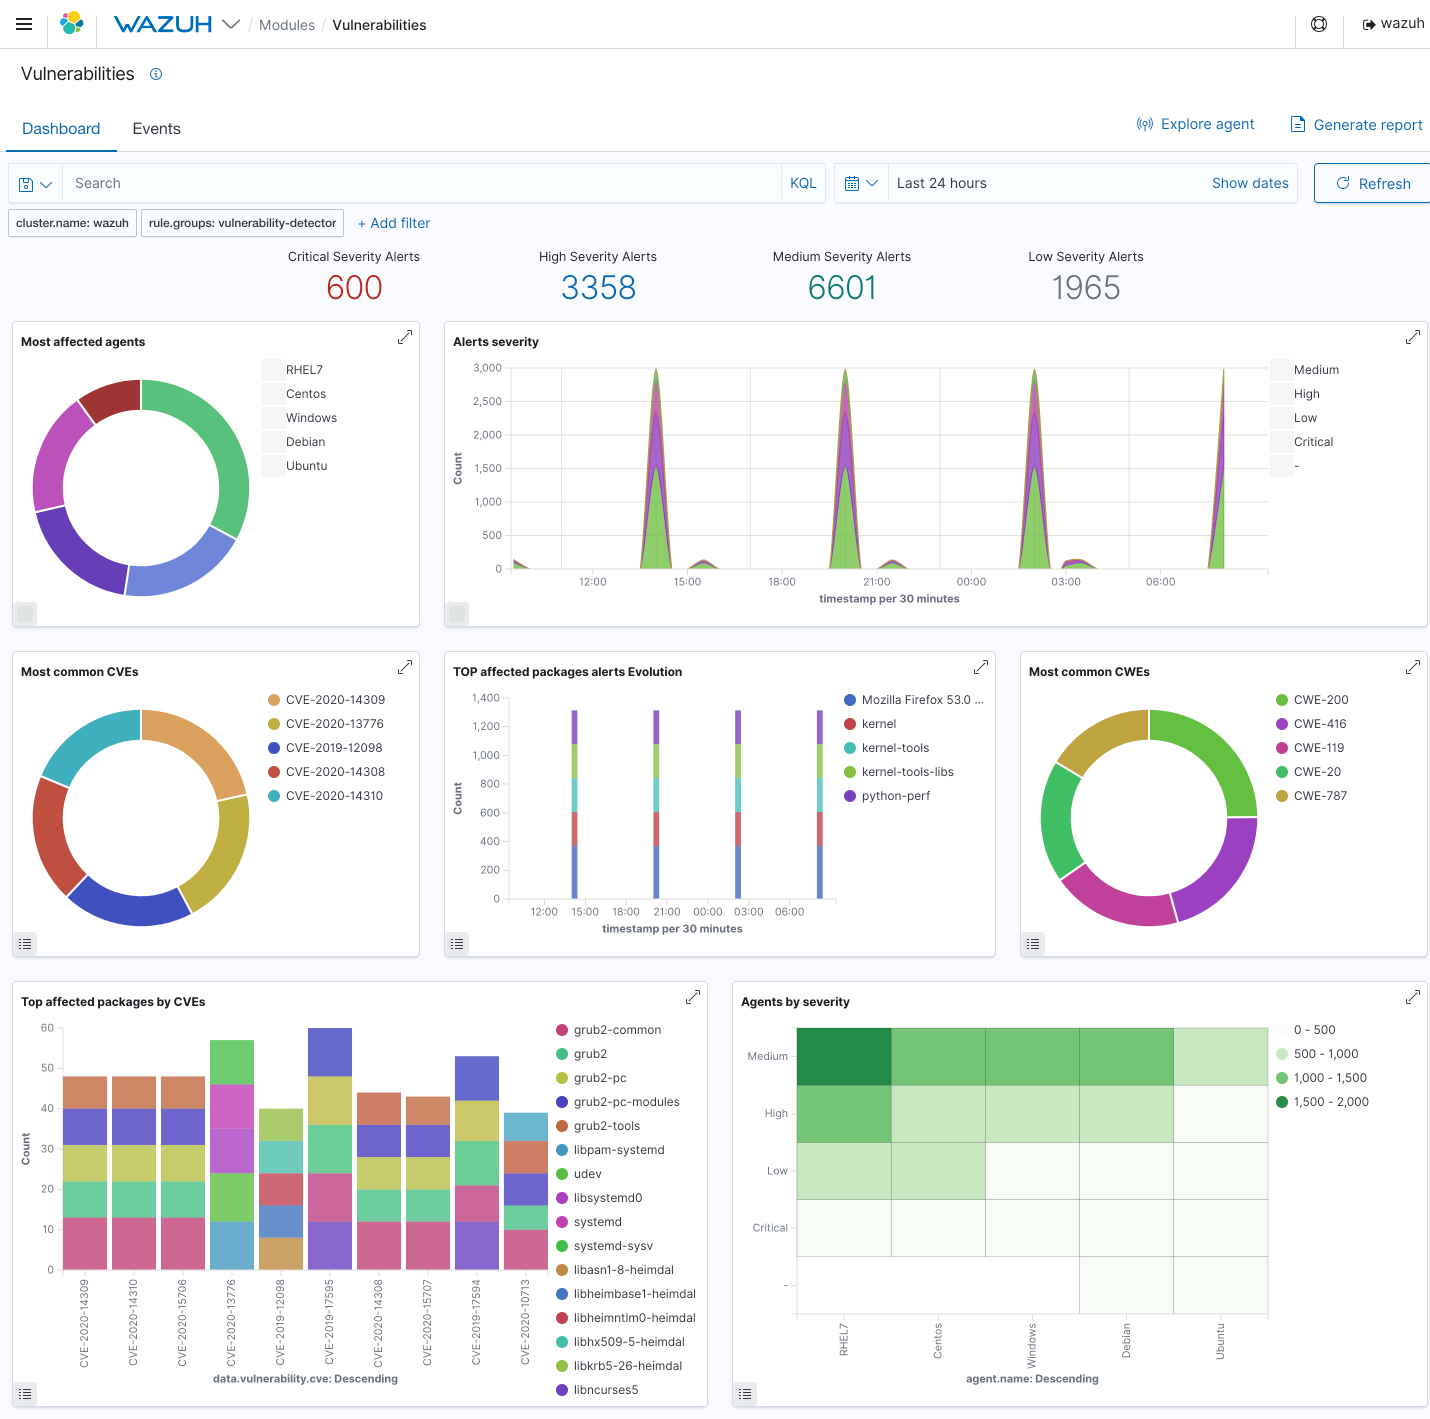 WAZUH / Modules / Vulnerabilities
wazuh
Vulnerabilities
Dashboard Events
Explore agent Generate report
Search KQL Last 24 hours Show dates Refresh
cluster.name: wazuh rule.groups: vulnerability-detector + Add filter
Critical Severity Alerts
600
High Severity Alerts
3358
Medium Severity Alerts
6601
Low Severity Alerts
1965
Most affected agents
RHEL7
Centos
Windows
Debian
Ubuntu
Alerts severity
3,000
2,500
2,000
1,500
1,000
500
0
Count
12:00 15:00 18:00 21:00 00:00 03:00 06:00
timestamp per 30 minutes
Medium
High
Low
Critical
-
Most common CVEs
CVE-2020-14309
CVE-2020-13776
CVE-2019-12098
CVE-2020-14308
CVE-2020-14310
TOP affected packages alerts Evolution
1,400
1,200
1,000
800
600
400
200
0
Count
12:00 15:00 18:00 21:00 00:00 03:00 06:00
timestamp per 30 minutes
Mozilla Firefox 53.0 ...
kernel
kernel-tools
kernel-tools-libs
python-perf
Most common CWEs
CWE-200
CWE-416
CWE-119
CWE-20
CWE-787
Top affected packages by CVEs
60
50
40
30
20
10
0
Count
CVE-2020-14309
CVE-2020-14310
CVE-2020-15706
CVE-2020-13776
CVE-2019-12098
CVE-2019-17595
CVE-2020-14308
CVE-2020-15707
CVE-2019-17594
CVE-2020-10713
data.vulnerability.cve: Descending
grub2-common
grub2
grub2-pc
grub2-pc-modules
grub2-tools
libpam-systemd
udev
libsystemd0
systemd
systemd-sysv
libasn1-8-heimdal
libheimbase1-heimdal
libheimntlm0-heimdal
libhx509-5-heimdal
libkrb5-26-heimdal
libncurses5
Agents by severity
Medium
High
Low
Critical
-
RHEL7
Centos
Windows
Debian
Ubuntu
agent.name: Descending
0 - 500
500 - 1,000
1,000 - 1,500
1,500 - 2,000